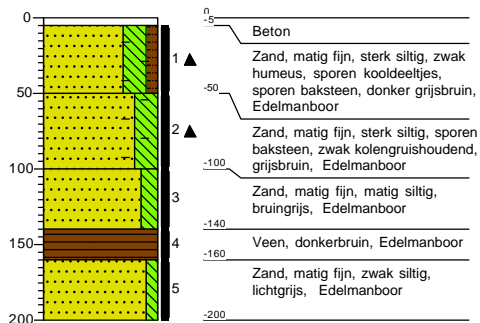 0
50
100
150
200
1
2
3
4
5
0
-5
Beton
Zand, matig fijn, sterk siltig, zwak
humeus, sporen kooldeeltjes,
sporen baksteen, donker grijsbruin,
Edelmanboor
-50
Zand, matig fijn, sterk siltig, sporen
baksteen, zwak kolengruishoudend,
grijsbruin, Edelmanboor
-100
Zand, matig fijn, matig siltig,
bruingrijs, Edelmanboor
-140
Veen, donkerbruin, Edelmanboor
-160
Zand, matig fijn, zwak siltig,
lichtgrijs, Edelmanboor
-200